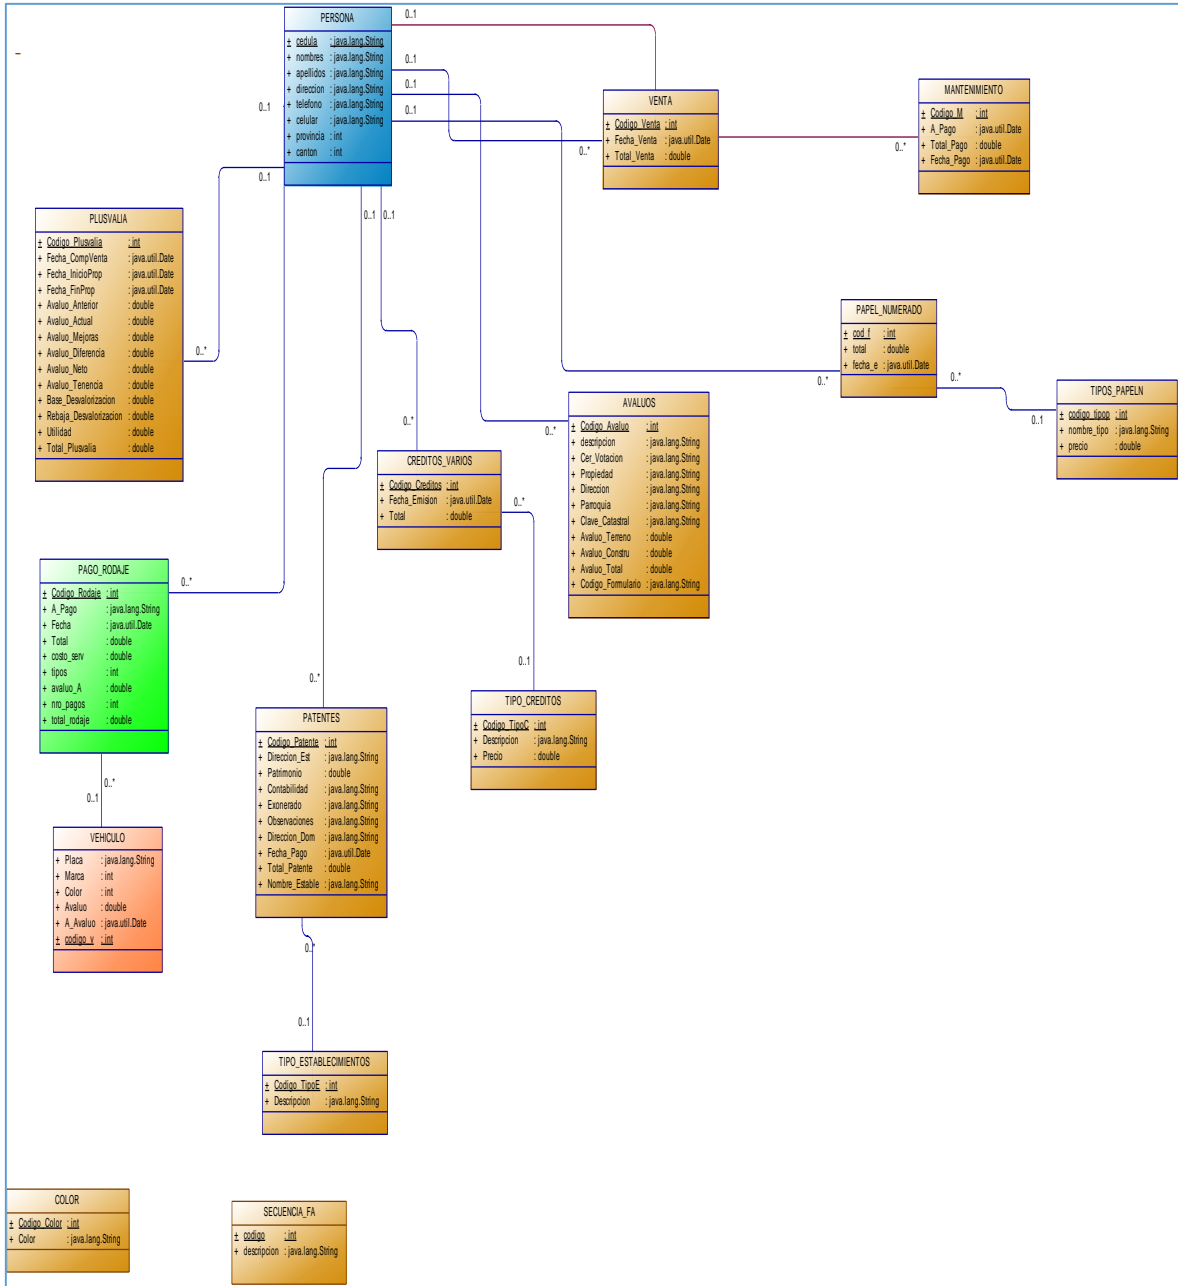 PERSONA
+ cedula : java.lang.String
+ nombres : java.lang.String
+ apellidos : java.lang.String
+ direccion : java.lang.String
+ telefono : java.lang.String
+ celular : java.lang.String
+ provincia : int
+ canton : int
0..1
0..1
0..1
0..1
0..1
0..1
0..1
0..1
VENTA
+ Codigo_Venta : int
+ Fecha_Venta : java.util.Date
+ Total_Venta : double
0..*
0..*
MANTENIMIENTO
+ Codigo_M : int
+ A_Pago : java.util.Date
+ Total_Pago : double
+ Fecha_Pago : java.util.Date
PLUSVALIA
+ Codigo_Plusvalia : int
+ Fecha_CompVenta : java.util.Date
+ Fecha_InicioProp : java.util.Date
+ Fecha_FinProp : java.util.Date
+ Avaluo_Anterior : double
+ Avaluo_Actual : double
+ Avaluo_Mejoras : double
+ Avaluo_Diferencia : double
+ Avaluo_Neto : double
+ Avaluo_Tenencia : double
+ Base_Desvalorizacion : double
+ Rebaja_Desvalorizacion : double
+ Utilidad : double
+ Total_Plusvalia : double
0..*
PAPEL_NUMERADO
+ cod_f : int
+ total : double
+ fecha_e : java.util.Date
0..*
0..*
0..1
TIPOS_PAPELN
+ codigo_tipop : int
+ nombre_tipo : java.lang.String
+ precio : double
AVALUOS
+ Codigo_Avaluo : int
+ descripcion : java.lang.String
+ Cer_Votacion : java.lang.String
+ Propiedad : java.lang.String
+ Direccion : java.lang.String
+ Parroquia : java.lang.String
+ Clave_Catastral : java.lang.String
+ Avaluo_Terreno : double
+ Avaluo_Constru : double
+ Avaluo_Total : double
+ Codigo_Formulario : java.lang.String
0..*
0..*
CREDITOS_VARIOS
+ Codigo_Creditos : int
+ Fecha_Emision : java.util.Date
+ Total : double
0..*
0..1
TIPO_CREDITOS
+ Codigo_TipoC : int
+ Descripcion : java.lang.String
+ Precio : double
PAGO_RODAJE
+ Codigo_Rodaje : int
+ A_Pago : java.lang.String
+ Fecha : java.util.Date
+ Total : double
+ costo_serv : double
+ tipos : int
+ avaluo_A : double
+ nro_pagos : int
+ total_rodaje : double
0..*
0..*
0..1
VEHICULO
+ Placa : java.lang.String
+ Marca : int
+ Color : int
+ Avaluo : double
+ A_Avaluo : java.util.Date
+ codigo_v : int
0..*
PATENTES
+ Codigo_Patente : int
+ Direccion_Est : java.lang.String
+ Patrimonio : double
+ Contabilidad : java.lang.String
+ Exonerado : java.lang.String
+ Observaciones : java.lang.String
+ Direccion_Dom : java.lang.String
+ Fecha_Pago : java.util.Date
+ Total_Patente : double
+ Nombre_Estable : java.lang.String
0..*
0..1
TIPO_ESTABLECIMIENTOS
+ Codigo_TipoE : int
+ Descripcion : java.lang.String
COLOR
+ Codigo_Color : int
+ Color : java.lang.String
SECUENCIA_FA
+ codigo : int
+ descripcion : java.lang.String